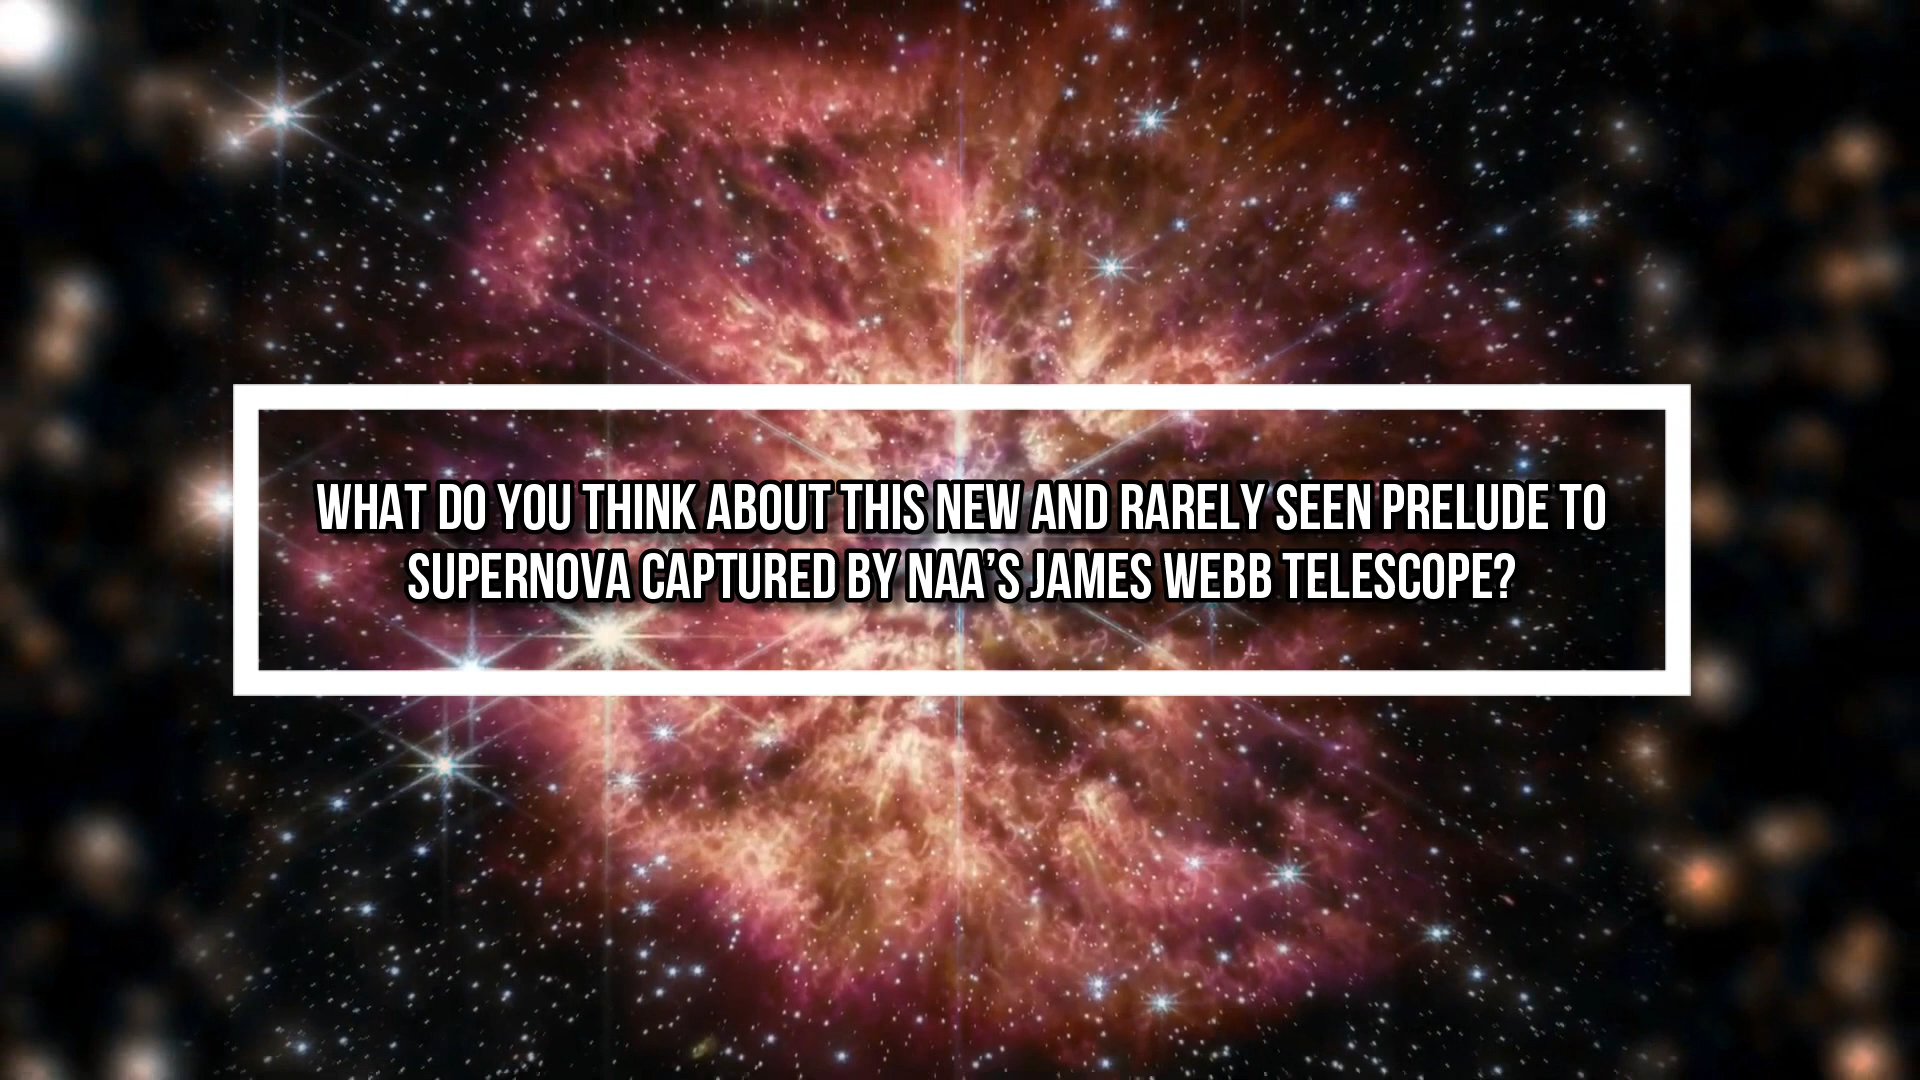 WHAT DO YOU THINK ABOUT THIS NEW AND RARELY SEEN PRELUDE TO
SUPERNOVA CAPTURED BY NAA’S JAMES WEBB TELESCOPE?